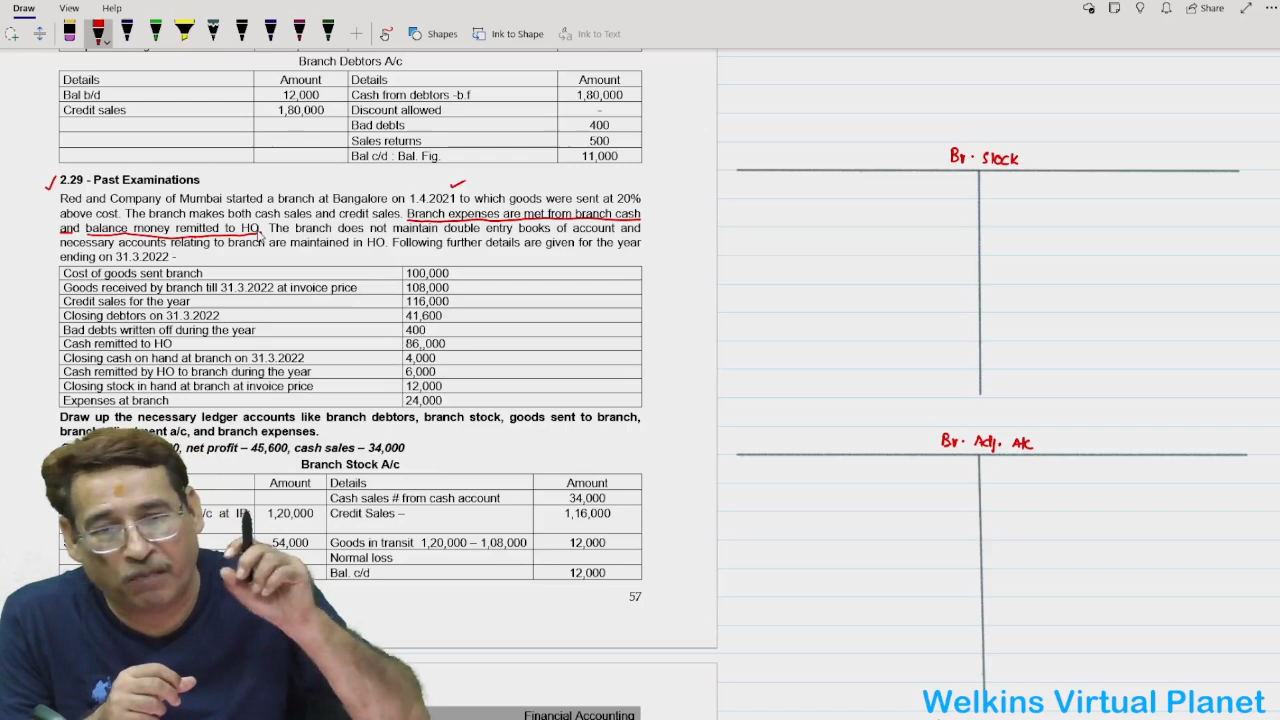 Draw View Help Share
Shapes Ink to Shape Ink to Text
Branch Debtors A/c
Details Amount Details Amount
Bal b/d 12,000 Cash from debtors -b.f 1,80,000
Credit sales 1,80,000 Discount allowed -
Bad debts 400
Sales returns 500
Bal c/d : Bal. Fig. 11,000
2.29 - Past Examinations
Red and Company of Mumbai started a branch at Bangalore on 1.4.2021 to which goods were sent at 20%
above cost. The branch makes both cash sales and credit sales. Branch expenses are met from branch cash
and balance money remitted to HO. The branch does not maintain double entry books of account and
necessary accounts relating to branch are maintained in HO. Following further details are given for the year
ending on 31.3.2022 -
Cost of goods sent branch 100,000
Goods received by branch till 31.3.2022 at invoice price 108,000
Credit sales for the year 116,000
Closing debtors on 31.3.2022 41,600
Bad debts written off during the year 400
Cash remitted to HO 86,,000
Closing cash on hand at branch on 31.3.2022 4,000
Cash remitted by HO to branch during the year 6,000
Closing stock in hand at branch at invoice price 12,000
Expenses at branch 24,000
Draw up the necessary ledger accounts like branch debtors, branch stock, goods sent to branch,
a/c, and branch expenses.
net profit – 45,600, cash sales – 34,000
Branch Stock A/c
Amount Details Amount
Cash sales # from cash account 34,000
/c at IP 1,20,000 Credit Sales – 1,16,000
54,000 Goods in transit 1,20,000 – 1,08,000 12,000
Normal loss
Bal. c/d 12,000
57
Financial Accounting
Br. Stock
Br. Adj. A/c
Welkins Virtual Planet